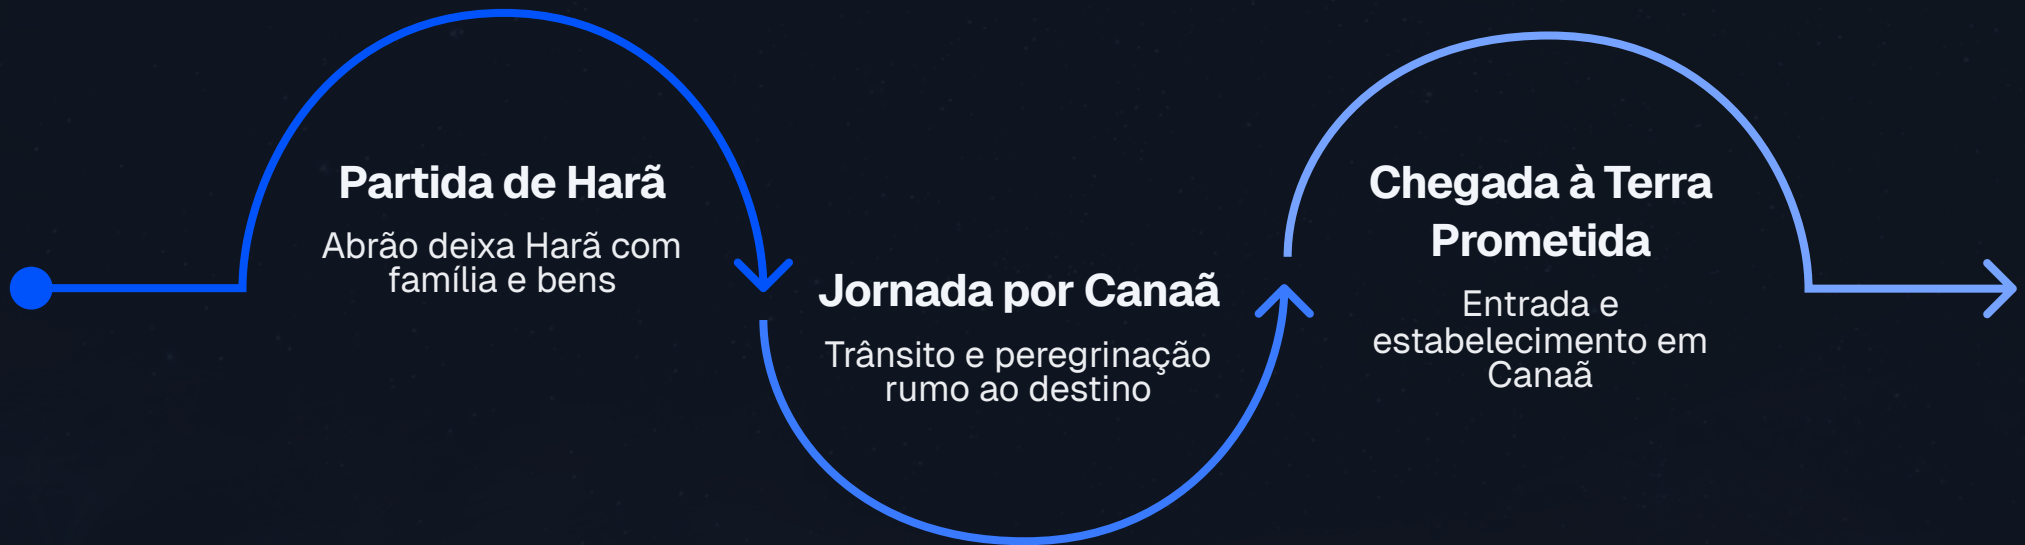 Partida de Harã
Abrão deixa Harã com
família e bens
Jornada por Canaã
Trânsito e peregrinação
rumo ao destino
Chegada à Terra
Prometida
Entrada e
estabelecimento em
Canaã